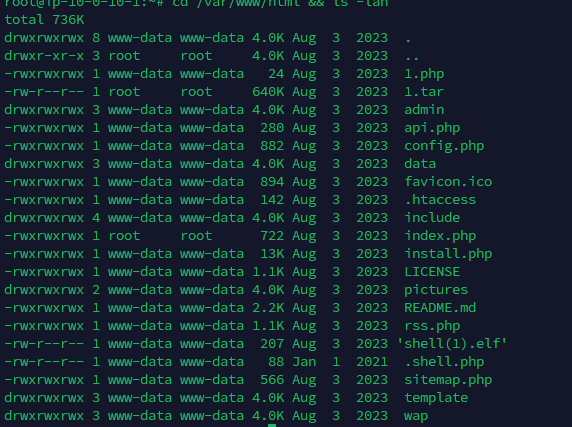 root@ip-10-0-10-1:~# cd /var/www/html && ls -lah
total 736K
drwxrwxrwx 8 www-data www-data 4.0K Aug  3  2023  .
drwxr-xr-x 3 root     root     4.0K Aug  3  2023  ..
-rwxrwxrwx 1 www-data www-data   24 Aug  3  2023  1.php
-rw-r--r-- 1 root     root     640K Aug  3  2023  1.tar
drwxrwxrwx 3 www-data www-data 4.0K Aug  3  2023  admin
-rwxrwxrwx 1 www-data www-data  280 Aug  3  2023  api.php
-rwxrwxrwx 1 www-data www-data  882 Aug  3  2023  config.php
drwxrwxrwx 3 www-data www-data 4.0K Aug  3  2023  data
-rwxrwxrwx 1 www-data www-data  894 Aug  3  2023  favicon.ico
-rwxrwxrwx 1 www-data www-data  142 Aug  3  2023  .htaccess
drwxrwxrwx 4 www-data www-data 4.0K Aug  3  2023  include
-rwxrwxrwx 1 root     root      722 Aug  3  2023  index.php
-rwxrwxrwx 1 www-data www-data  13K Aug  3  2023  install.php
-rwxrwxrwx 1 www-data www-data 1.1K Aug  3  2023  LICENSE
drwxrwxrwx 2 www-data www-data 4.0K Aug  3  2023  pictures
-rwxrwxrwx 1 www-data www-data 2.2K Aug  3  2023  README.md
-rwxrwxrwx 1 www-data www-data 1.1K Aug  3  2023  rss.php
-rw-r--r-- 1 www-data www-data  207 Aug  3  2023 'shell(1).elf'
-rw-r--r-- 1 www-data www-data   88 Jan  1  2021  .shell.php
-rwxrwxrwx 1 www-data www-data  566 Aug  3  2023  sitemap.php
drwxrwxrwx 3 www-data www-data 4.0K Aug  3  2023  template
drwxrwxrwx 3 www-data www-data 4.0K Aug  3  2023  wap